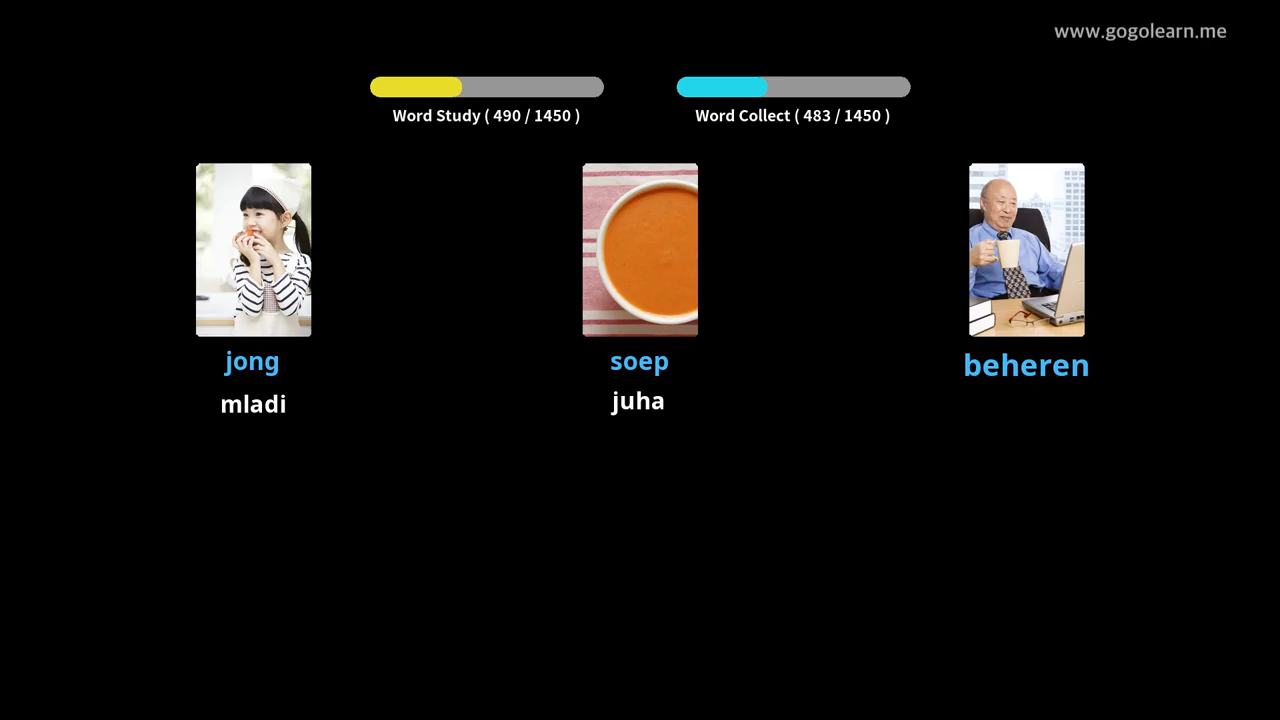 www.gogolearn.me
Word Study ( 490 / 1450 )
Word Collect ( 483 / 1450 )
jong
mladi
soep
juha
beheren